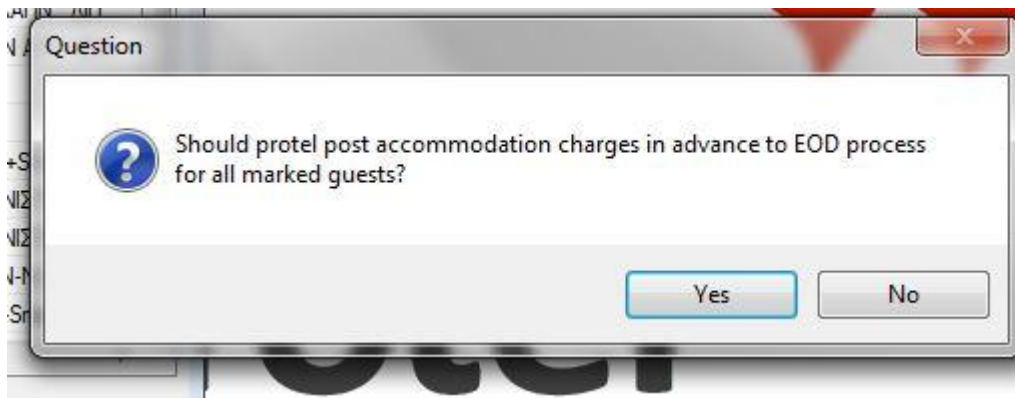 Question
Should protel post accommodation charges in advance to EOD process
for all marked guests?
Yes
No